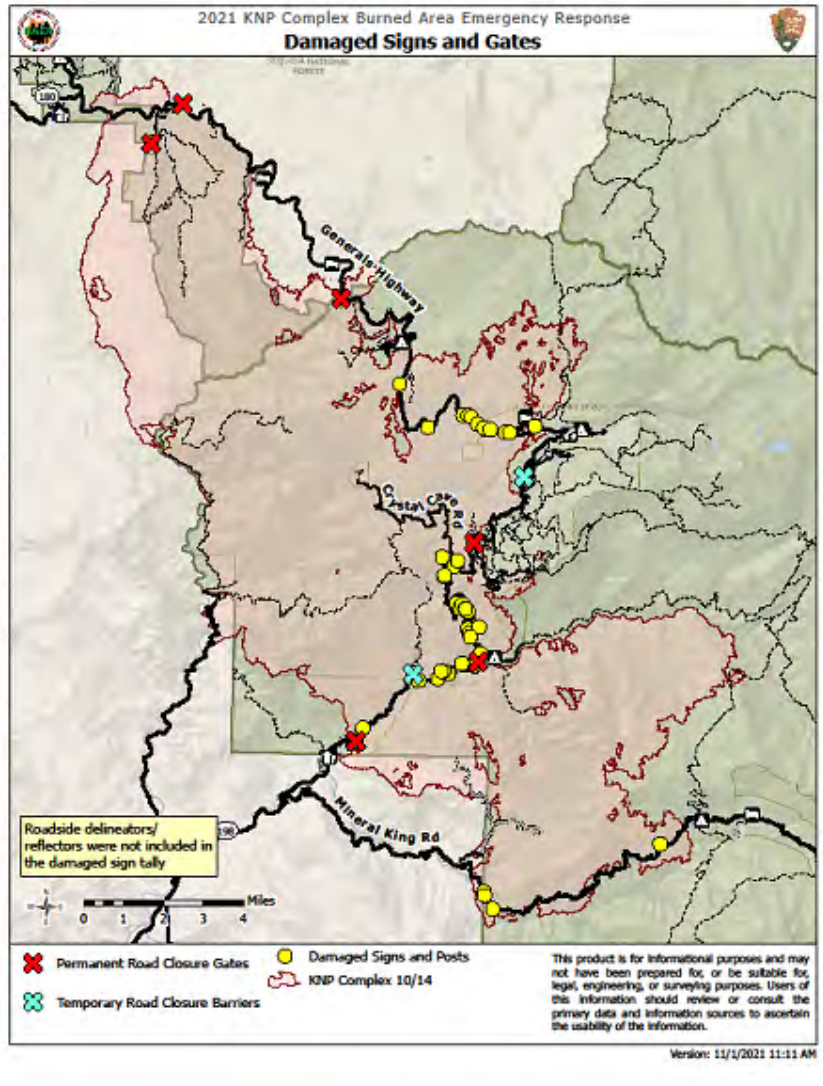 2021 KNP Complex Burned Area Emergency Response
Damaged Signs and Gates
SEQUOIA NATIONAL
FOREST
180
Generals Highway
Crystal Cave Rd
Mineral King Rd
198
Roadside delineators/
reflectors were not included in
the damaged sign tally
Miles
0 1 2 3 4
Permanent Road Closure Gates
Temporary Road Closure Barriers
Damaged Signs and Posts
KNP Complex 10/14
This product is for informational purposes and may
not have been prepared for, or be suitable for,
legal, engineering, or surveying purposes. Users of
this information should review or consult the
primary data and information sources to ascertain
the usability of the information.
Version: 11/1/2021 11:11 AM